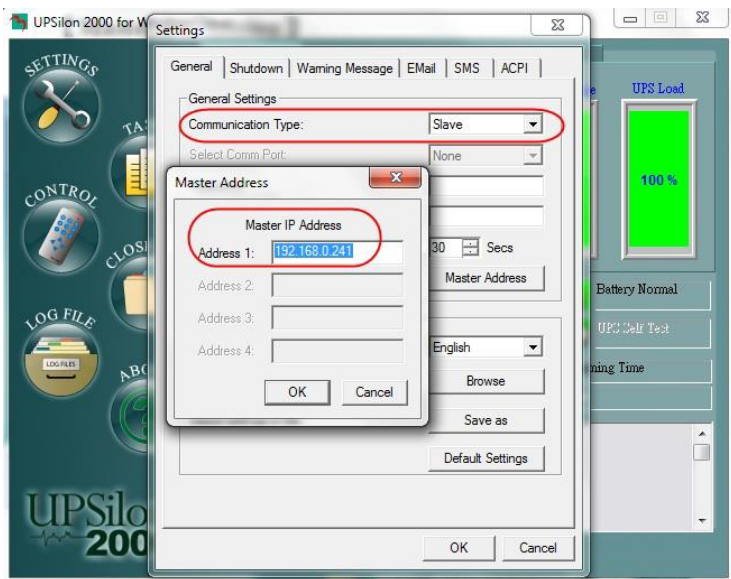 UPSilon 2000 for W
Settings
General
Shutdown
Warning Message
EMail
SMS
ACPI
General Settings
Communication Type:
Slave
Select Comm Port:
None
Master Address
Master IP Address
Address 1:
192.168.0.241
Address 2:
Address 3:
Address 4:
OK
Cancel
30
Secs
Master Address
English
Browse
Save as
Default Settings
OK
Cancel
SETTINGS
CONTROL
LOG FILE
LOG FILES
UPS Load
100 %
Battery Normal
UPS Self Test
Time